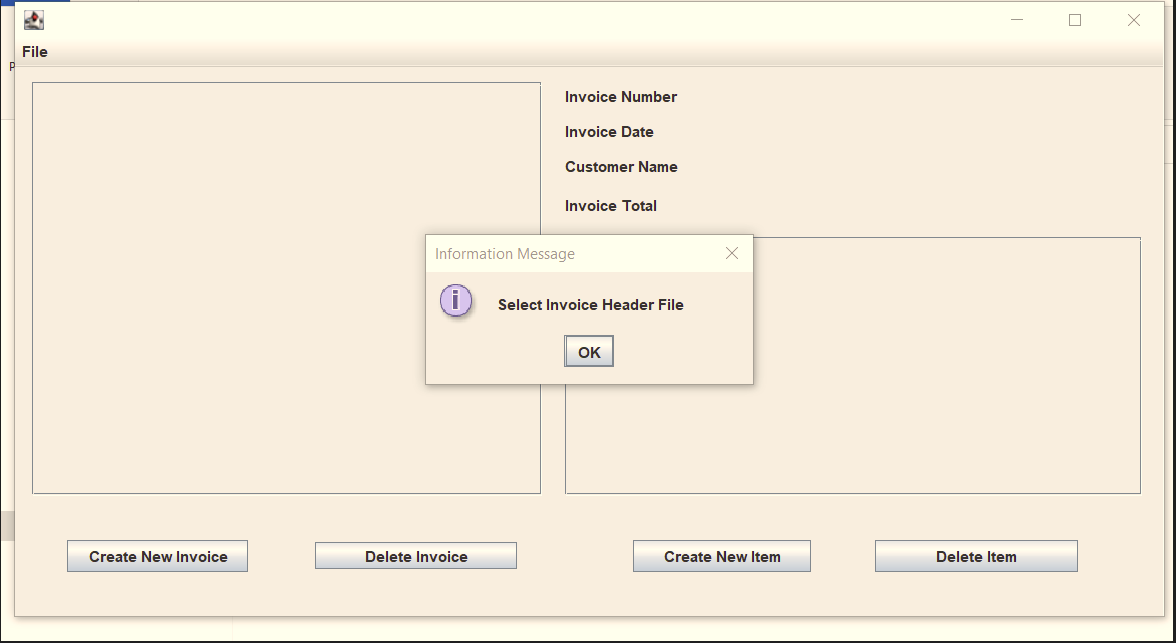 File
P
Invoice Number
Invoice Date
Customer Name
Invoice Total
Information Message
i
Select Invoice Header File
OK
Create New Invoice
Delete Invoice
Create New Item
Delete Item